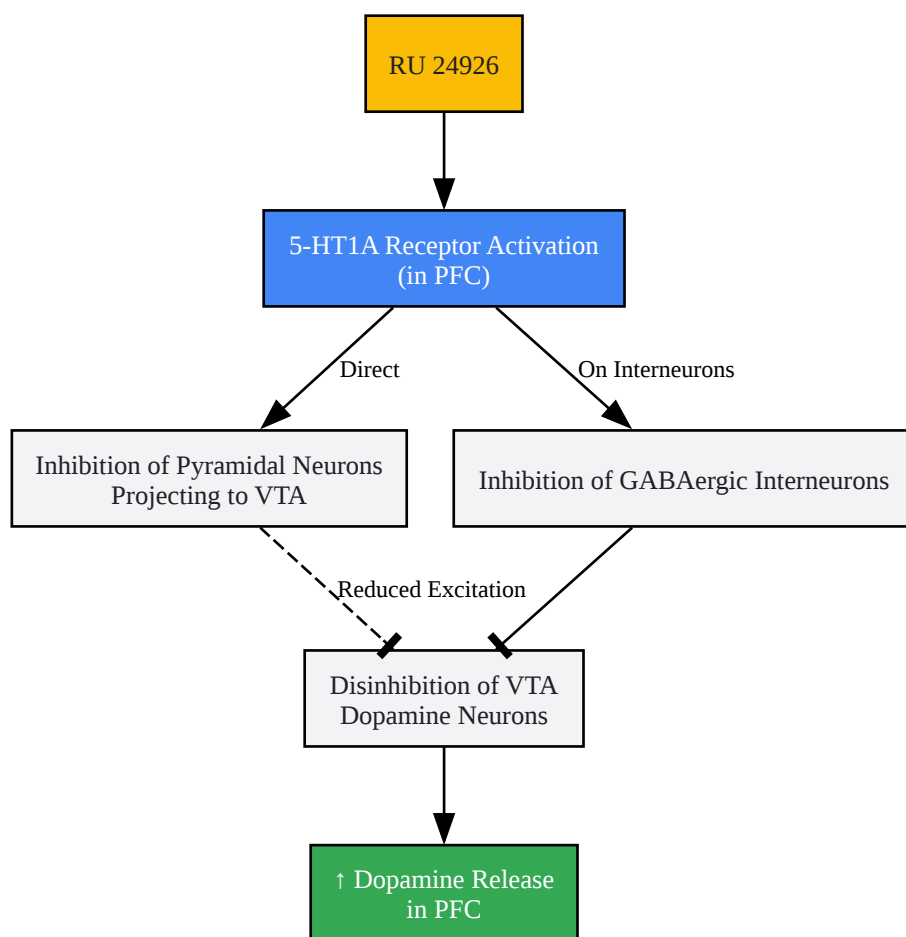 RU 24926
5-HT1A Receptor Activation
(in PFC)
Direct
On Interneurons
Inhibition of Pyramidal Neurons
Projecting to VTA
Inhibition of GABAergic Interneurons
Reduced Excitation
Disinhibition of VTA
Dopamine Neurons
↑ Dopamine Release
in PFC